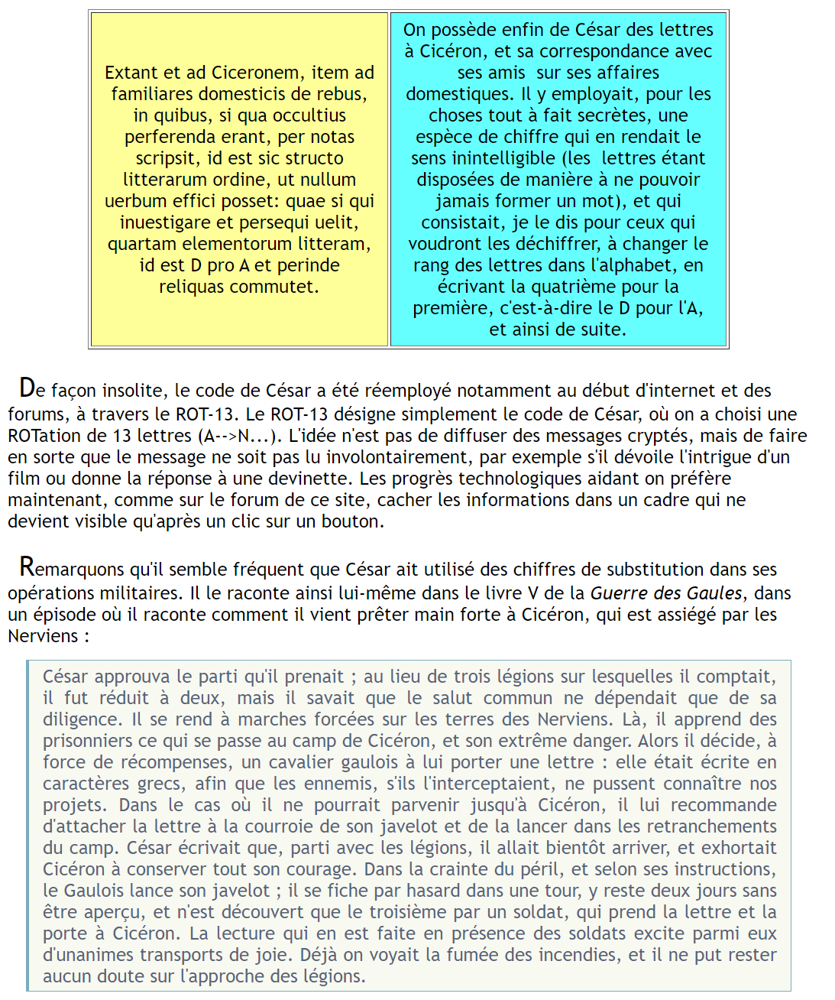 Extant et ad Ciceronem, item ad
familiares domesticis de rebus,
in quibus, si qua occultius
perferenda erant, per notas
scripsit, id est sic structo
litterarum ordine, ut nullum
uerbum effici posset: quae si qui
inuestigare et persequi uelit,
quartam elementorum litteram,
id est D pro A et perinde
reliquas commutet.
On possède enfin de César des lettres
à Cicéron, et sa correspondance avec
ses amis  sur ses affaires
domestiques. Il y employait, pour les
choses tout à fait secrètes, une
espèce de chiffre qui en rendait le
sens inintelligible (les  lettres étant
disposées de manière à ne pouvoir
jamais former un mot), et qui
consistait, je le dis pour ceux qui
voudront les déchiffrer, à changer le
rang des lettres dans l'alphabet, en
écrivant la quatrième pour la
première, c'est-à-dire le D pour l'A,
et ainsi de suite.
De façon insolite, le code de César a été réemployé notamment au début d'internet et des
forums, à travers le ROT-13. Le ROT-13 désigne simplement le code de César, où on a choisi une
ROTation de 13 lettres (A-->N...). L'idée n'est pas de diffuser des messages cryptés, mais de faire
en sorte que le message ne soit pas lu involontairement, par exemple s'il dévoile l'intrigue d'un
film ou donne la réponse à une devinette. Les progrès technologiques aidant on préfère
maintenant, comme sur le forum de ce site, cacher les informations dans un cadre qui ne
devient visible qu'après un clic sur un bouton.
Remarquons qu'il semble fréquent que César ait utilisé des chiffres de substitution dans ses
opérations militaires. Il le raconte ainsi lui-même dans le livre V de la Guerre des Gaules, dans
un épisode où il raconte comment il vient prêter main forte à Cicéron, qui est assiégé par les
Nerviens :
César approuva le parti qu'il prenait ; au lieu de trois légions sur lesquelles il comptait,
il fut réduit à deux, mais il savait que le salut commun ne dépendait que de sa
diligence. Il se rend à marches forcées sur les terres des Nerviens. Là, il apprend des
prisonniers ce qui se passe au camp de Cicéron, et son extrême danger. Alors il décide, à
force de récompenses, un cavalier gaulois à lui porter une lettre : elle était écrite en
caractères grecs, afin que les ennemis, s'ils l'interceptaient, ne pussent connaître nos
projets. Dans le cas où il ne pourrait parvenir jusqu'à Cicéron, il lui recommande
d'attacher la lettre à la courroie de son javelot et de la lancer dans les retranchements
du camp. César écrivait que, parti avec les légions, il allait bientôt arriver, et exhortait
Cicéron à conserver tout son courage. Dans la crainte du péril, et selon ses instructions,
le Gaulois lance son javelot ; il se fiche par hasard dans une tour, y reste deux jours sans
être aperçu, et n'est découvert que le troisième par un soldat, qui prend la lettre et la
porte à Cicéron. La lecture qui en est faite en présence des soldats excite parmi eux
d'unanimes transports de joie. Déjà on voyait la fumée des incendies, et il ne put rester
aucun doute sur l'approche des légions.